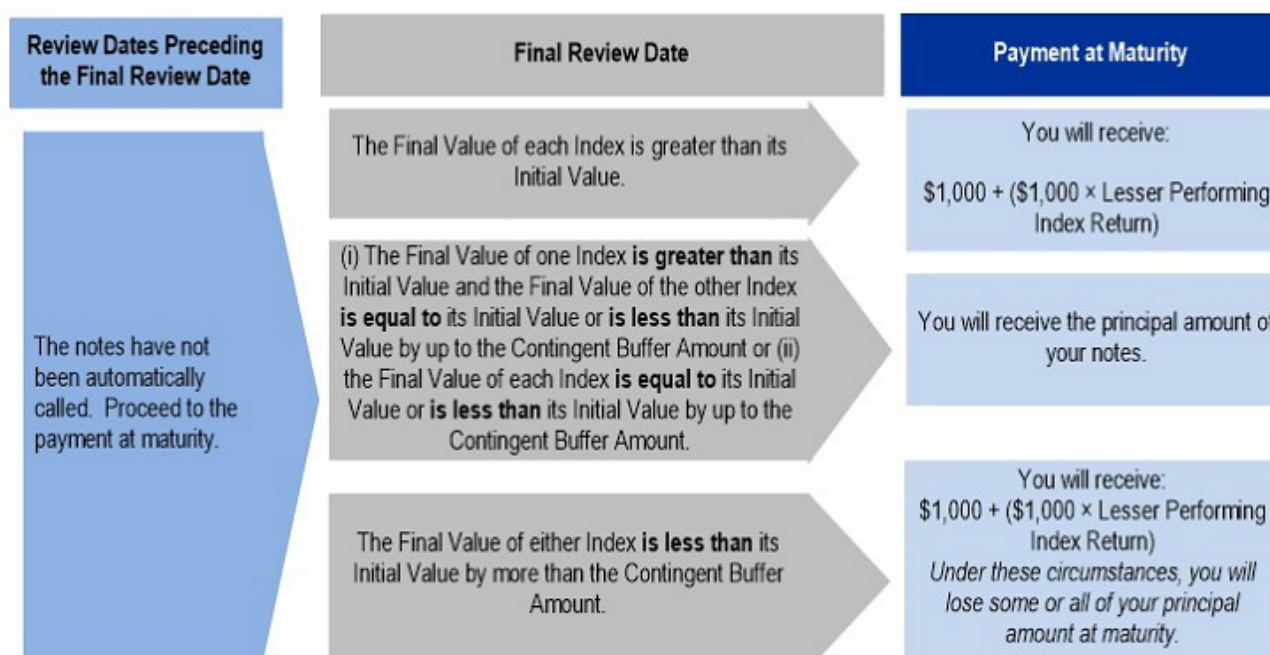 Review Dates Preceding
the Final Review Date
Final Review Date
Payment at Maturity
The notes have not
been automatically
called. Proceed to the
payment at maturity.
The Final Value of each Index is greater than its
Initial Value.
You will receive:
$1,000 + ($1,000 × Lesser Performing
Index Return)
(i) The Final Value of one Index is greater than its
Initial Value and the Final Value of the other Index
is equal to its Initial Value or is less than its Initial
Value by up to the Contingent Buffer Amount or (ii)
the Final Value of each Index is equal to its Initial
Value or is less than its Initial Value by up to the
Contingent Buffer Amount.
You will receive the principal amount of
your notes.
The Final Value of either Index is less than its
Initial Value by more than the Contingent Buffer
Amount.
You will receive:
$1,000 + ($1,000 × Lesser Performing
Index Return)
Under these circumstances, you will
lose some or all of your principal
amount at maturity.